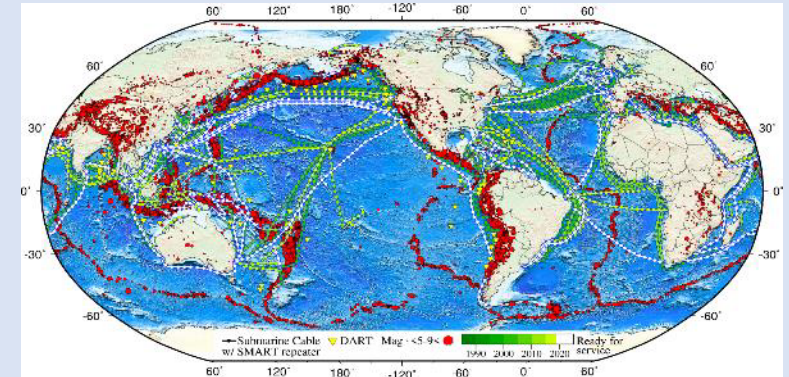 60˚ 120˚ 180˚ -120˚ -60˚ 0˚ 60˚
60˚ 60˚
30˚ 30˚
0˚ 0˚
-30˚ -30˚
-60˚ -60˚
Submarine Cable DART Mag <5-9< Ready for
w/ SMART repeater 1990 2000 2010 2020 service
60˚ 120˚ 180˚ -120˚ -60˚ 0˚ 60˚